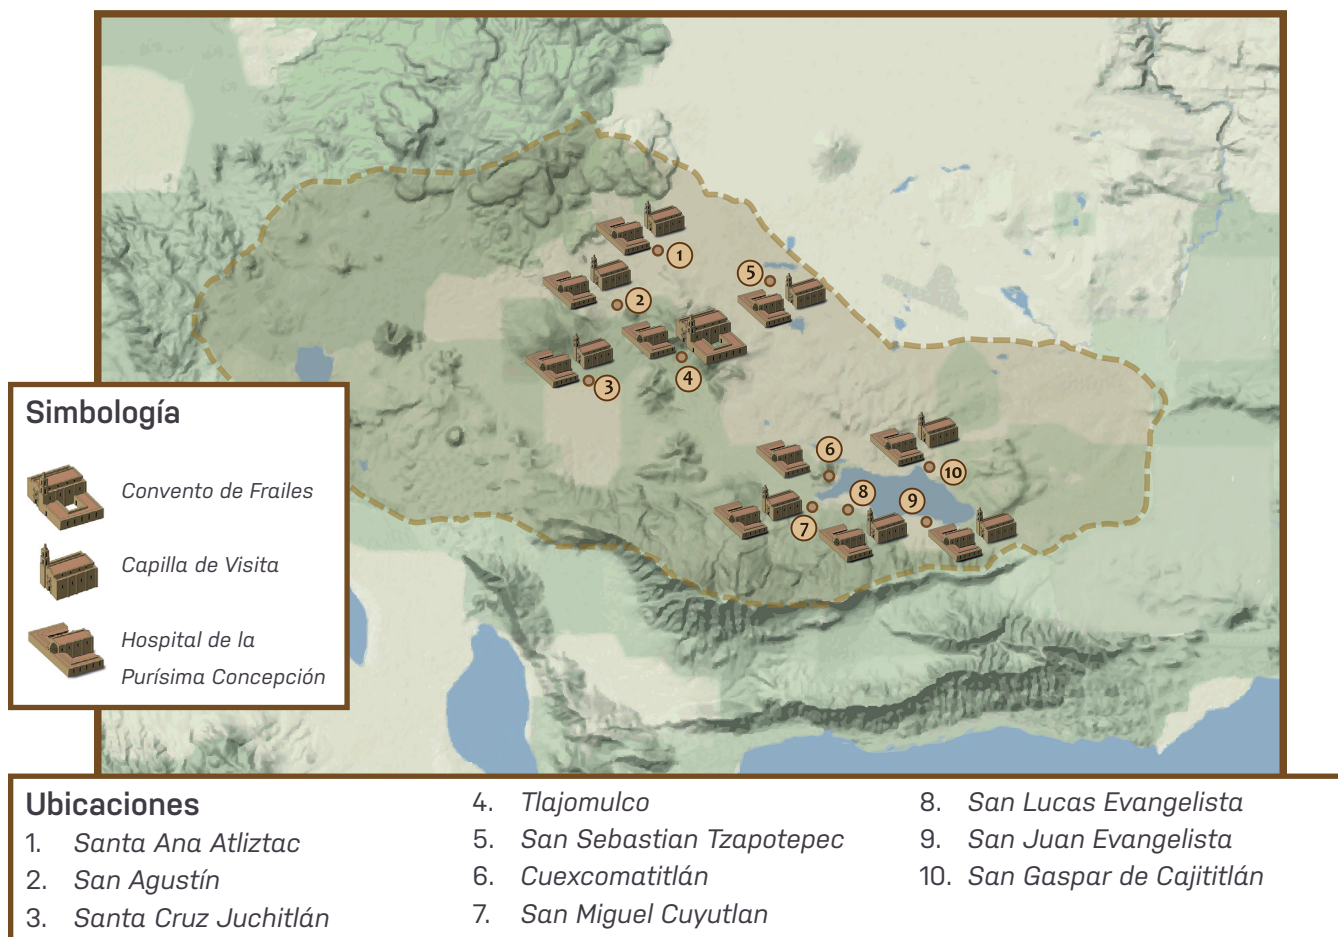 1
2
3
4
5
6
7
8
9
10
Simbología
Convento de Frailes
Capilla de Visita
Hospital de la
Purísima Concepción
Ubicaciones
1. Santa Ana Atliztac
2. San Agustín
3. Santa Cruz Juchitlán
4. Tlajomulco
5. San Sebastian Tzapotepec
6. Cuexcomatitlán
7. San Miguel Cuyutlan
8. San Lucas Evangelista
9. San Juan Evangelista
10. San Gaspar de Cajititlán